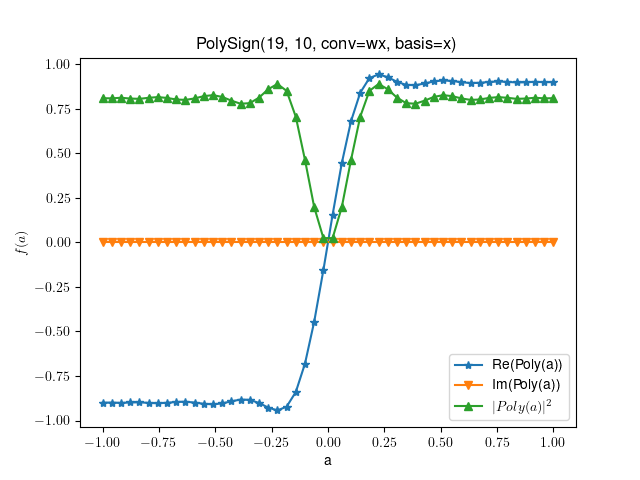 PolySign(19, 10, conv=wx, basis=x)
1.00
0.75
0.50
0.25
0.00
−0.25
−0.50
−0.75
−1.00
f(a)
Re(Poly(a))
Im(Poly(a))
|Poly(a)|²
−1.00 −0.75 −0.50 −0.25 0.00 0.25 0.50 0.75 1.00
a